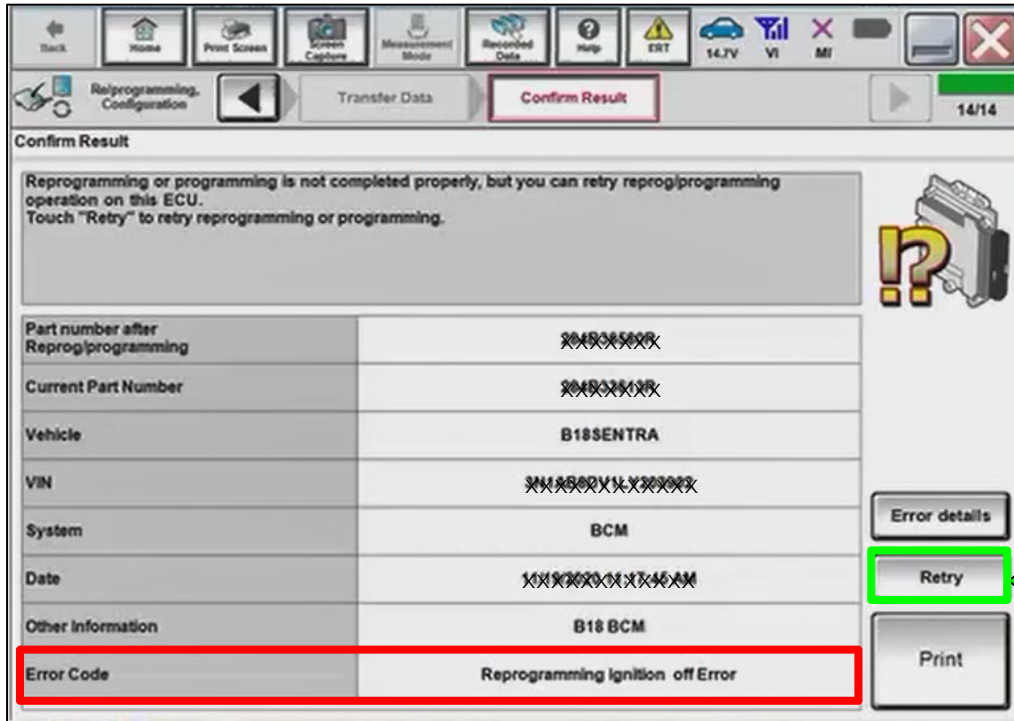 Back
Home
Print Screen
Screen
Capture
Measurement
Mode
Recorded
Data
Help
ERT
14.7V
VI
MI
Re/programming,
Configuration
Transfer Data
Confirm Result
14/14
Confirm Result
Reprogramming or programming is not completed properly, but you can retry reprog/programming
operation on this ECU.
Touch "Retry" to retry reprogramming or programming.
!?
Part number after
Reprog/programming
Current Part Number
Vehicle
B18SENTRA
VIN
System
BCM
Date
Other Information
B18 BCM
Error Code
Reprogramming Ignition off Error
Error details
Retry
Print